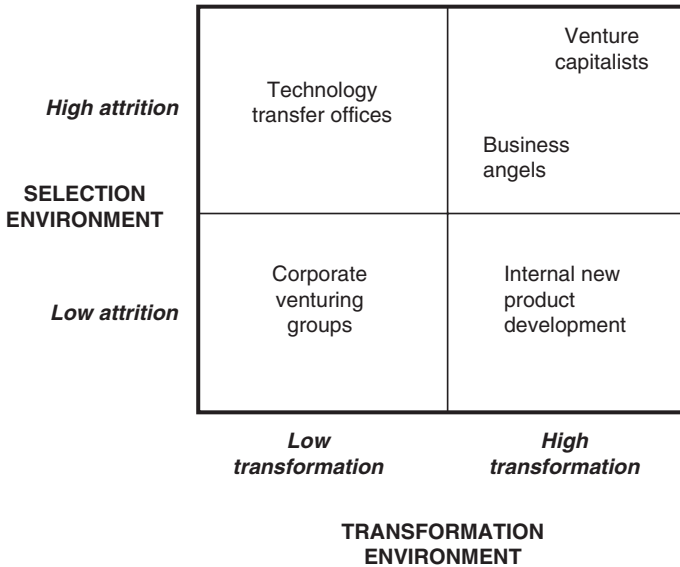 Venture
capitalists
High attrition
Technology
transfer offices
Business
angels
SELECTION
ENVIRONMENT
Low attrition
Corporate
venturing
groups
Internal new
product
development
Low
transformation
High
transformation
TRANSFORMATION
ENVIRONMENT